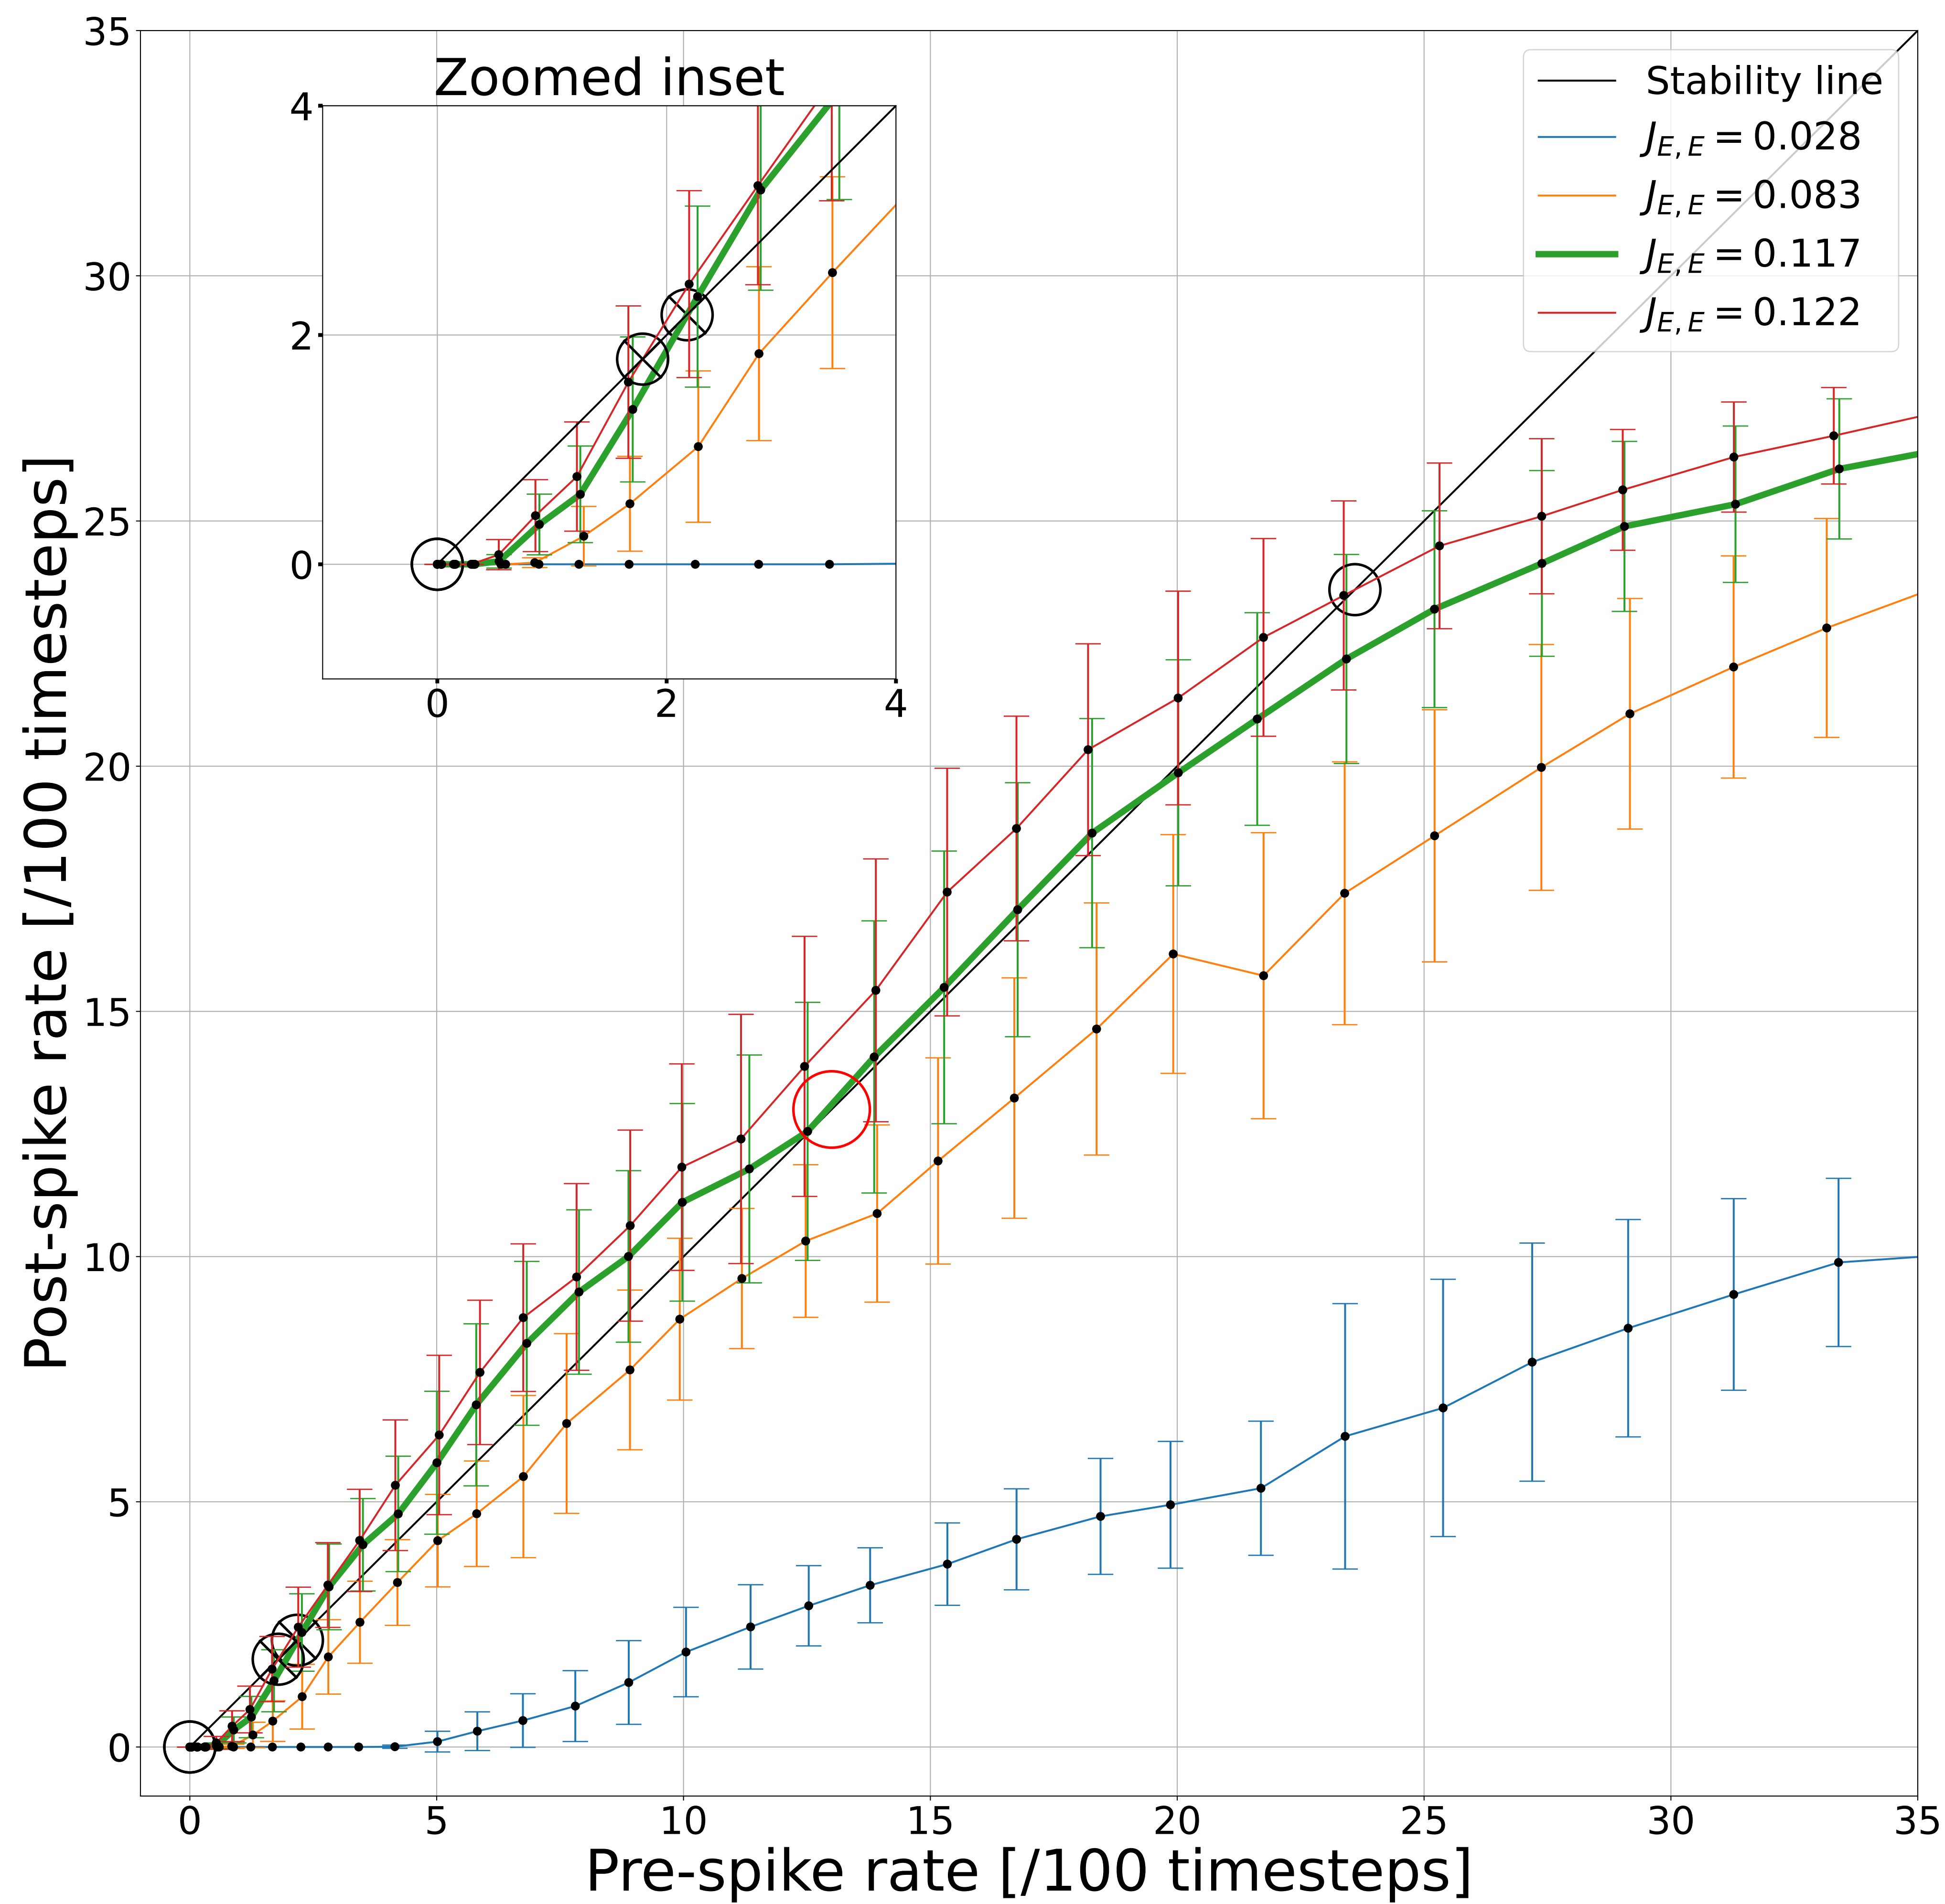 Zoomed inset
4
2
0
0
2
4
Stability line
J_{E,E} = 0.028
J_{E,E} = 0.083
J_{E,E} = 0.117
J_{E,E} = 0.122
35
30
25
20
15
10
5
0
Post-spike rate [/100 timesteps]
0
5
10
15
20
25
30
35
Pre-spike rate [/100 timesteps]